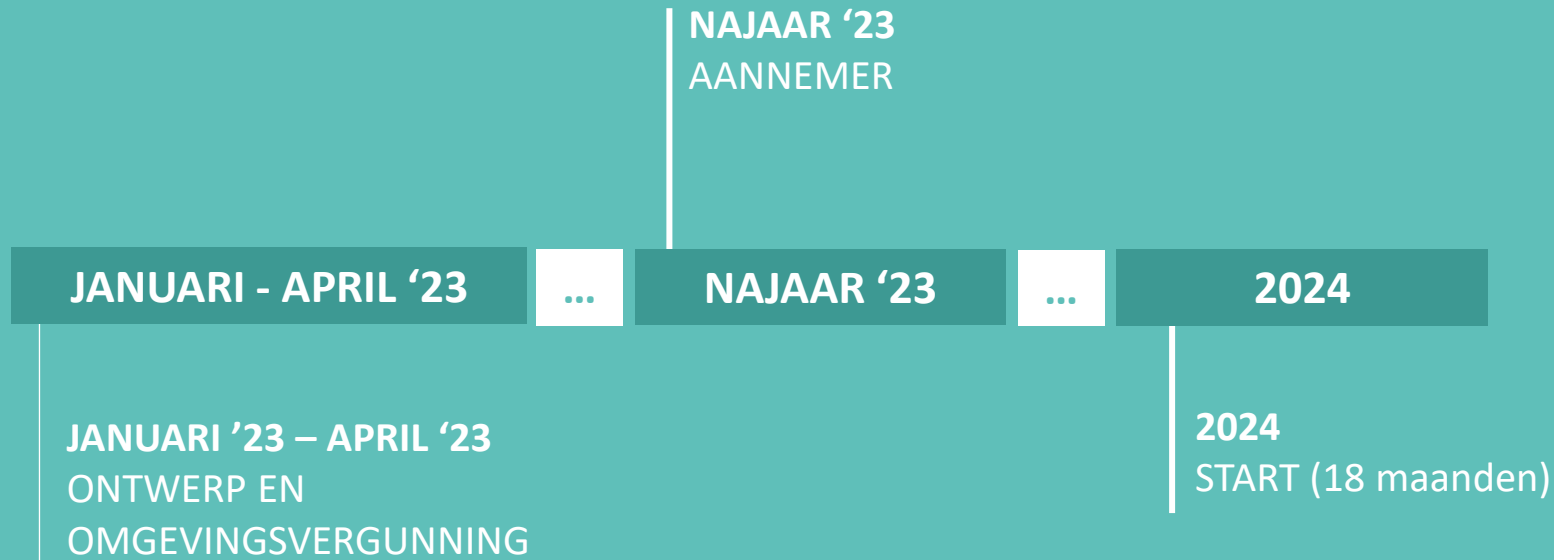 NAJAAR ‘23
AANNEMER
JANUARI - APRIL ‘23
...
NAJAAR ‘23
...
2024
JANUARI ’23 – APRIL ‘23
ONTWERP EN
OMGEVINGSVERGUNNING
2024
START (18 maanden)